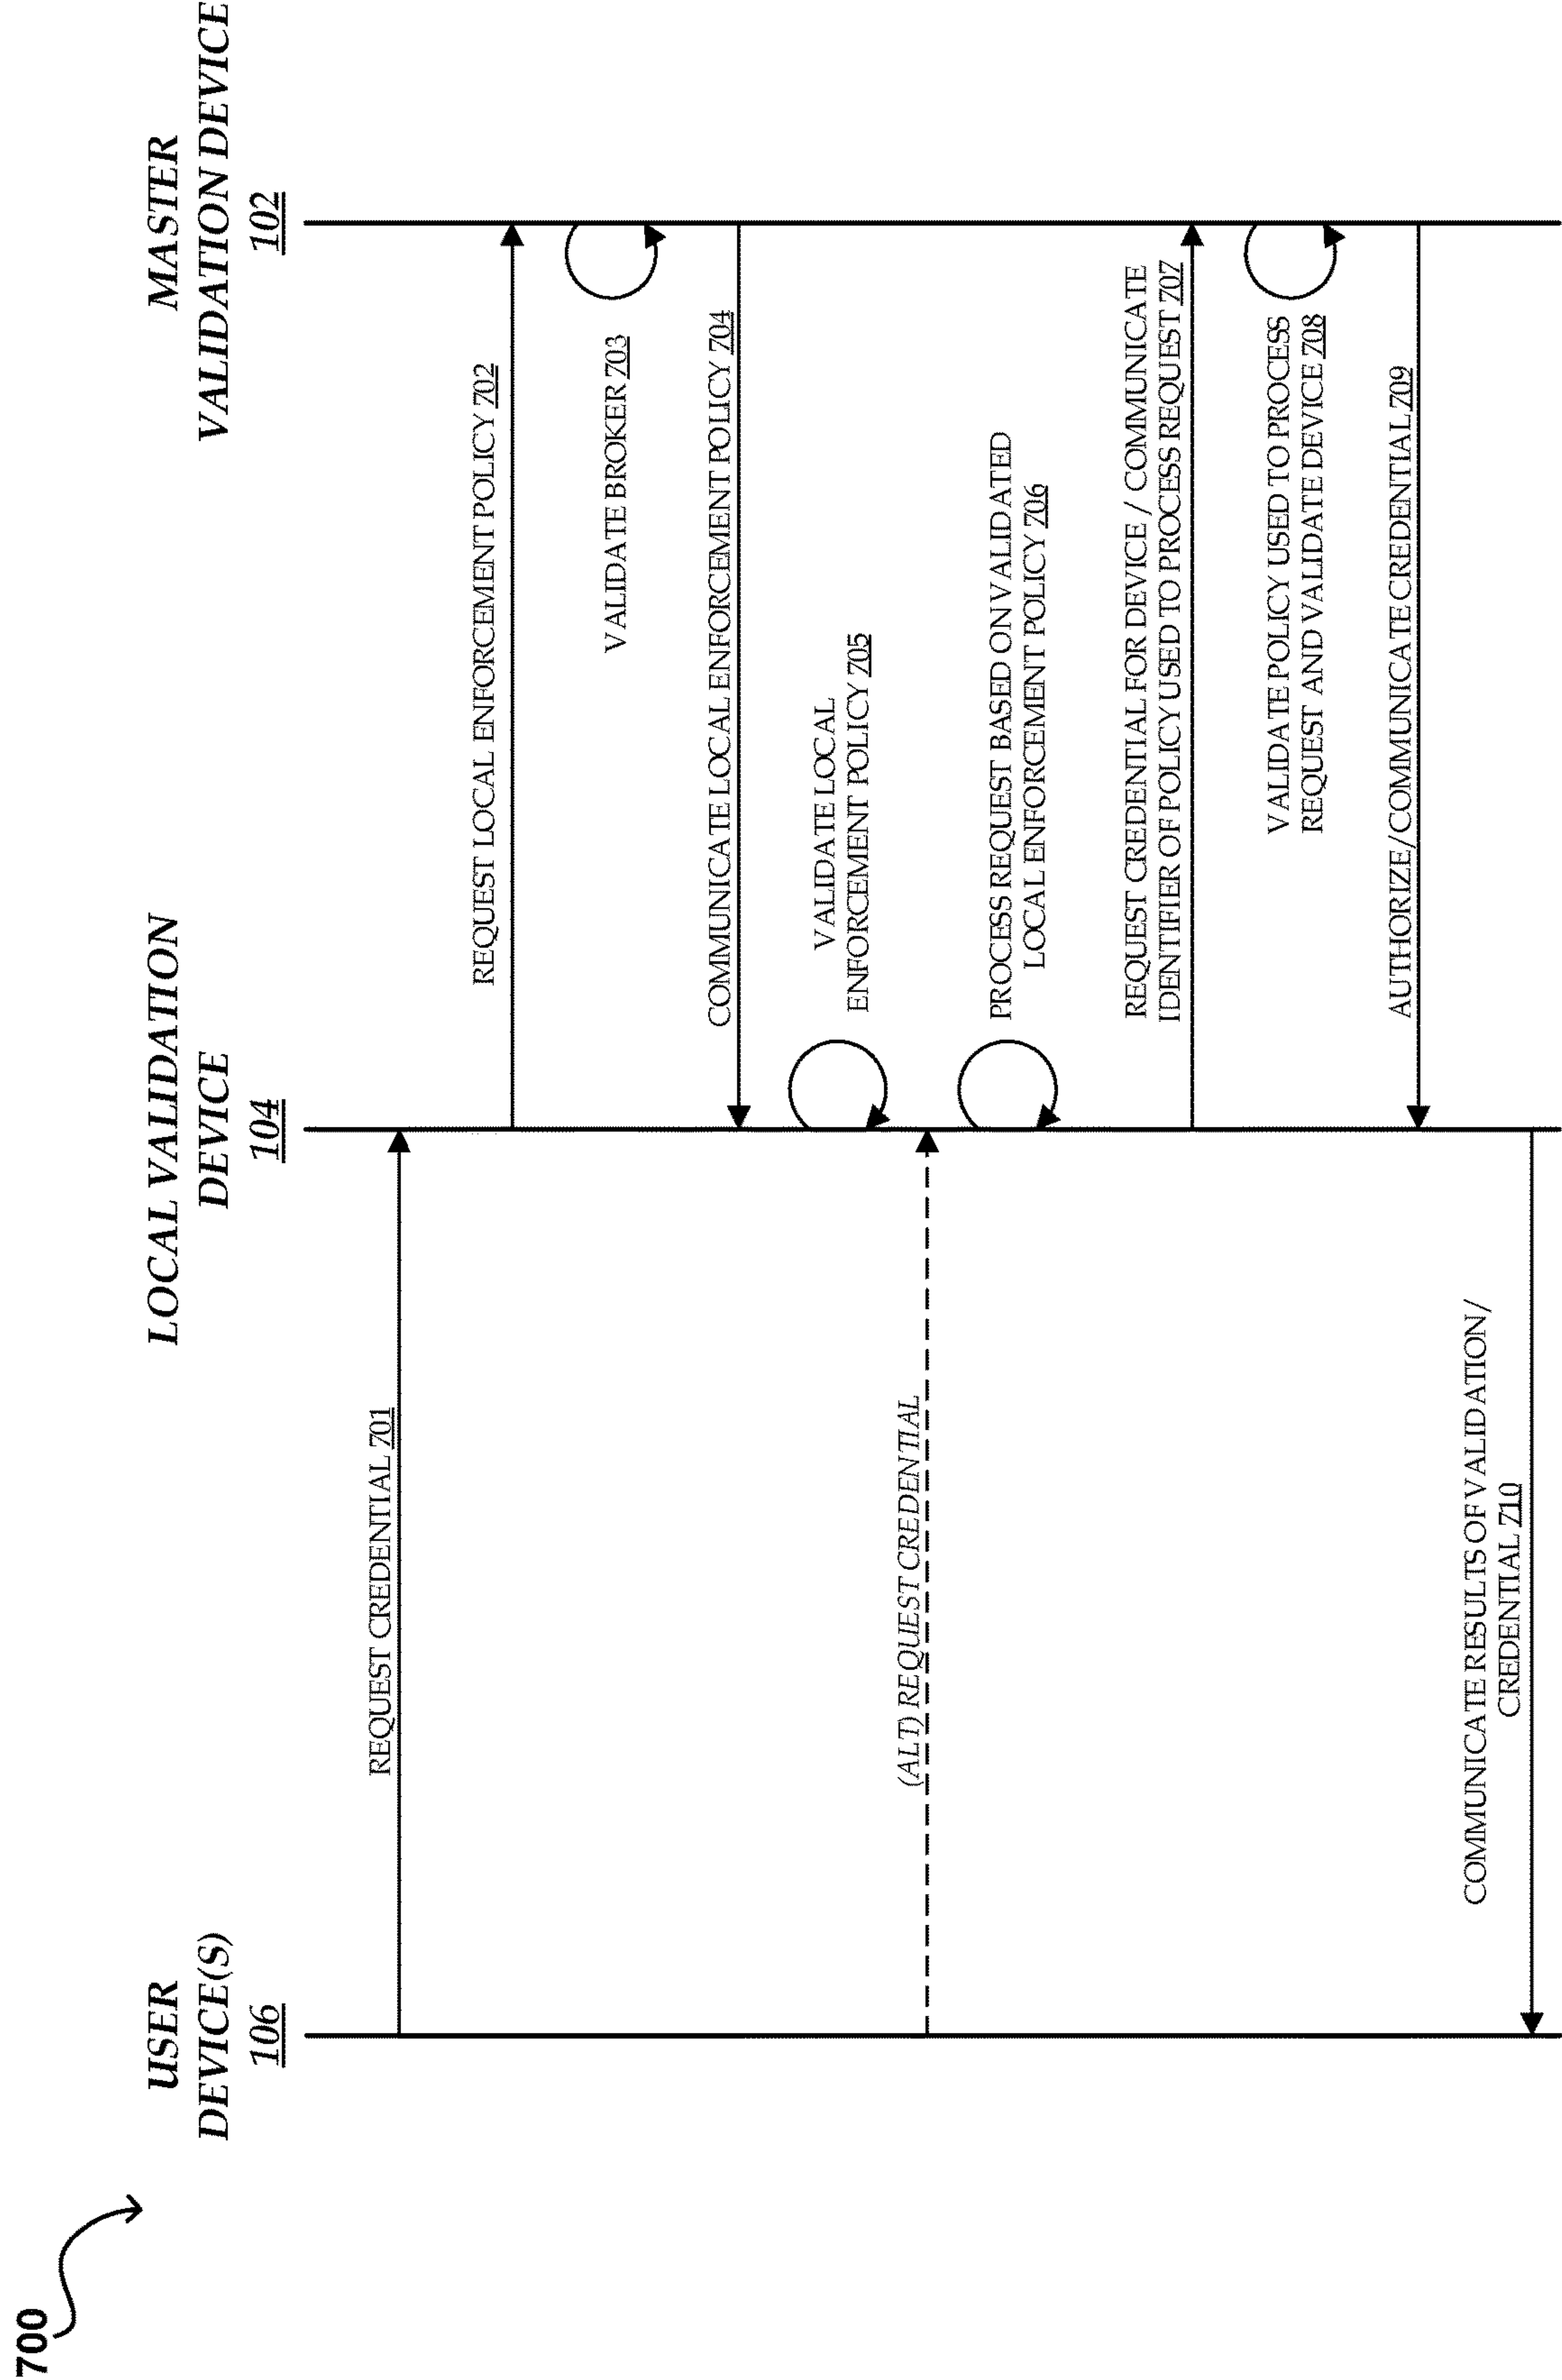 700
USER
DEVICE(S)
106
LOCAL VALIDATION
DEVICE
104
MASTER
VALIDATION DEVICE
102
REQUEST CREDENTIAL 701
REQUEST LOCAL ENFORCEMENT POLICY 702
VALIDATE BROKER 703
COMMUNICATE LOCAL ENFORCEMENT POLICY 704
VALIDATE LOCAL
ENFORCEMENT POLICY 705
(ALT) REQUEST CREDENTIAL
PROCESS REQUEST BASED ON VALIDATED
LOCAL ENFORCEMENT POLICY 706
REQUEST CREDENTIAL FOR DEVICE / COMMUNICATE
IDENTIFIER OF POLICY USED TO PROCESS REQUEST 707
VALIDATE POLICY USED TO PROCESS
REQUEST AND VALIDATE DEVICE 708
AUTHORIZE/COMMUNICATE CREDENTIAL 709
COMMUNICATE RESULTS OF VALIDATION/
CREDENTIAL 710